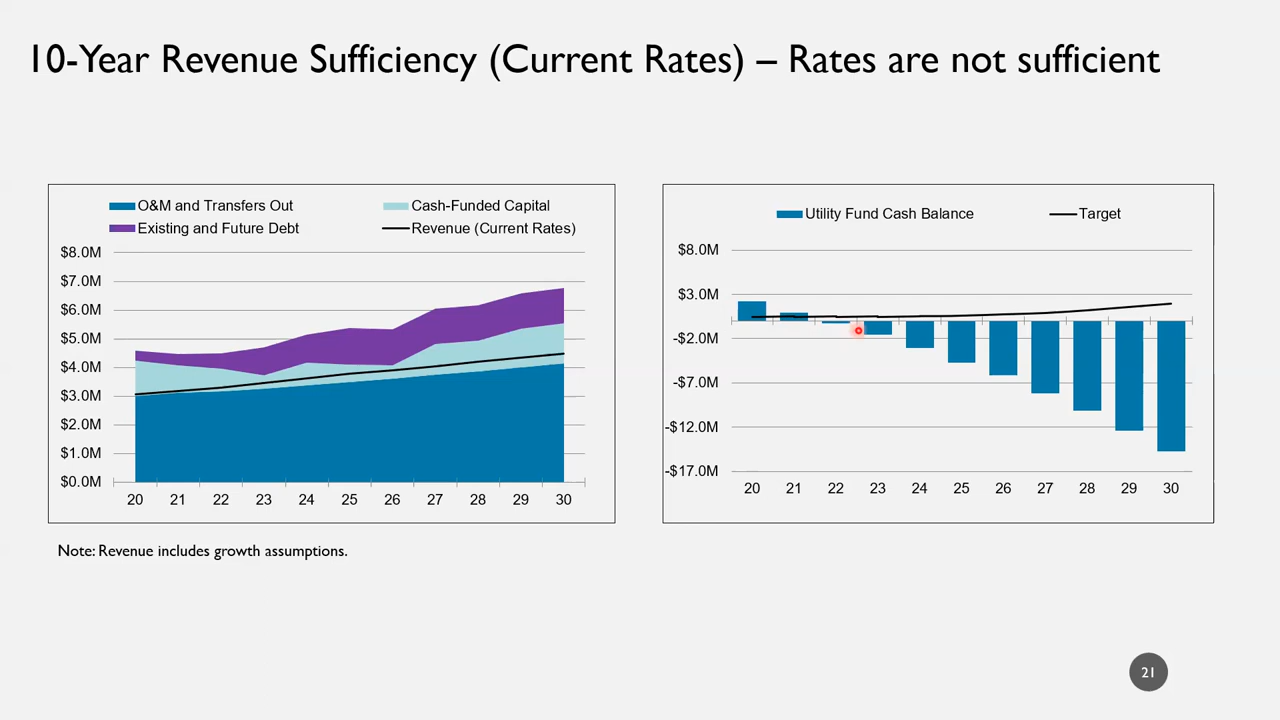 10-Year Revenue Sufficiency (Current Rates) – Rates are not sufficient
O&M and Transfers Out
Cash-Funded Capital
Existing and Future Debt
Revenue (Current Rates)
$8.0M
$7.0M
$6.0M
$5.0M
$4.0M
$3.0M
$2.0M
$1.0M
$0.0M
20 21 22 23 24 25 26 27 28 29 30
Utility Fund Cash Balance
Target
$8.0M
$3.0M
-$2.0M
-$7.0M
-$12.0M
-$17.0M
20 21 22 23 24 25 26 27 28 29 30
Note: Revenue includes growth assumptions.
21